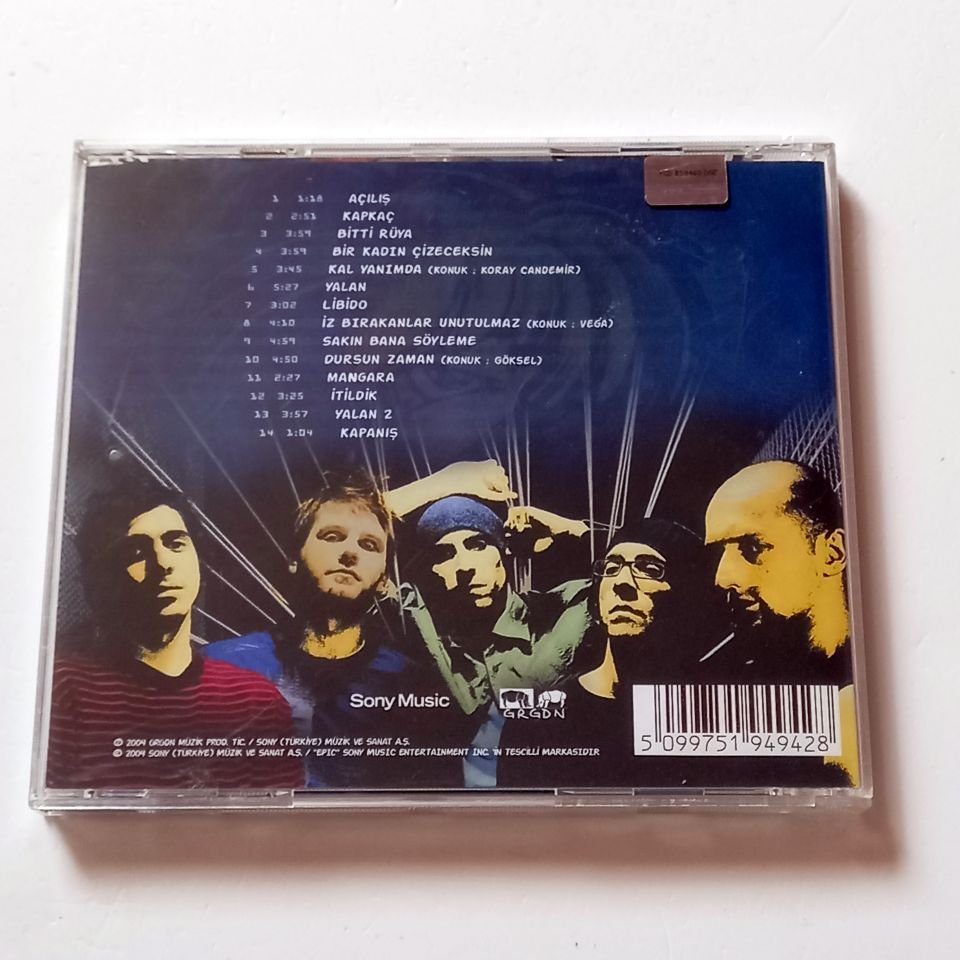 1 1:18 AÇILIŞ
2 2:51 KAPKAÇ
3 3:59 BİTTİ RÜYA
4 3:59 BİR KADIN ÇİZECEKSİN
5 3:45 KAL YANIMDA (KONUK : KORAY CANDEMİR)
6 5:27 YALAN
7 3:02 LİBİDO
8 4:10 İZ BIRAKANLAR UNUTULMAZ (KONUK : VEGA)
9 4:59 SAKIN BANA SÖYLEME
10 4:50 DURSUN ZAMAN (KONUK : GÖKSEL)
11 2:27 MANGARA
12 3:25 İTİLDİK
13 3:57 YALAN 2
14 1:04 KAPANIŞ
Sony Music
GRGDN
℗ 2004 GRGDN MÜZİK PROD. TİC. / SONY (TÜRKİYE) MÜZİK VE SANAT A.Ş.
© 2004 SONY (TÜRKİYE) MÜZİK VE SANAT A.Ş. / "EPIC" SONY MUSIC ENTERTAINMENT INC. 'IN TESCİLLİ MARKASIDIR
5 099751 949428